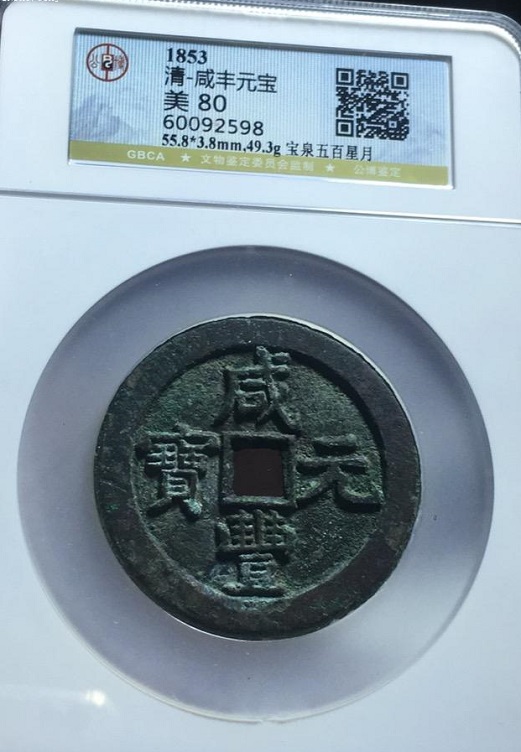 1853
清-咸丰元宝
美 80
60092598
55.8*3.8mm,49.3g 宝泉五百星月
GBCA ★ 文物鉴定委员会监制 ★ 公博鉴定
咸
寶 元
豐